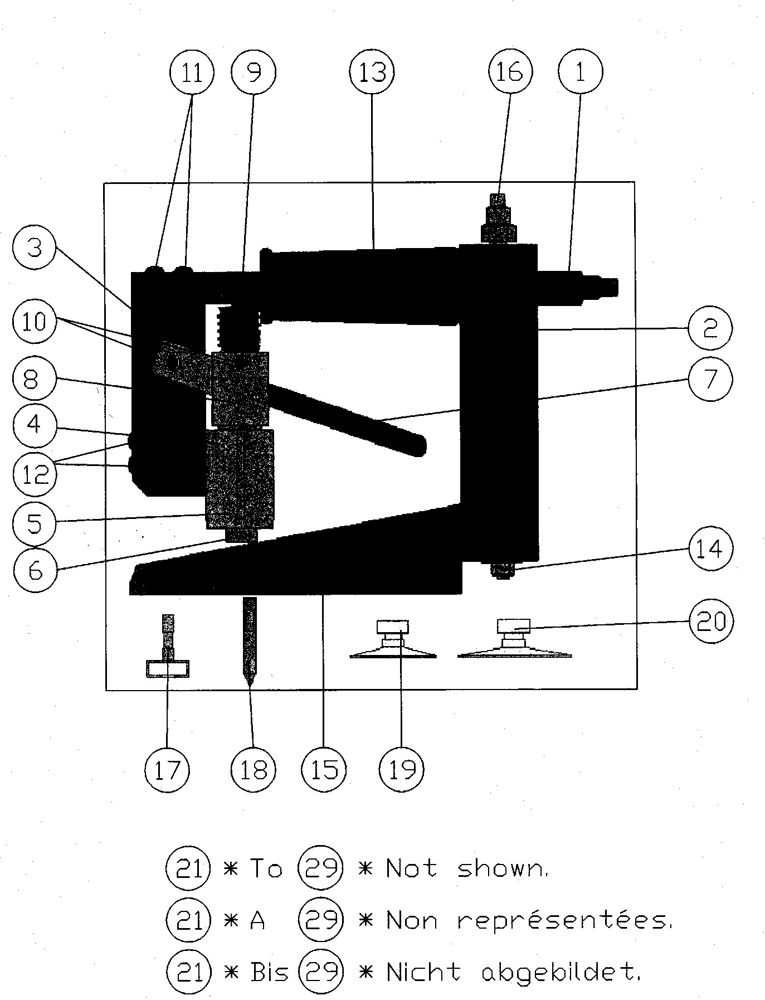 11 9 13 16 1
3
10
2
8
7
4
12
5
14
6
20
17 18 15 19
21 * To 29 * Not shown.
21 * A 29 * Non représentées.
21 * Bis 29 * Nicht abgebildet.